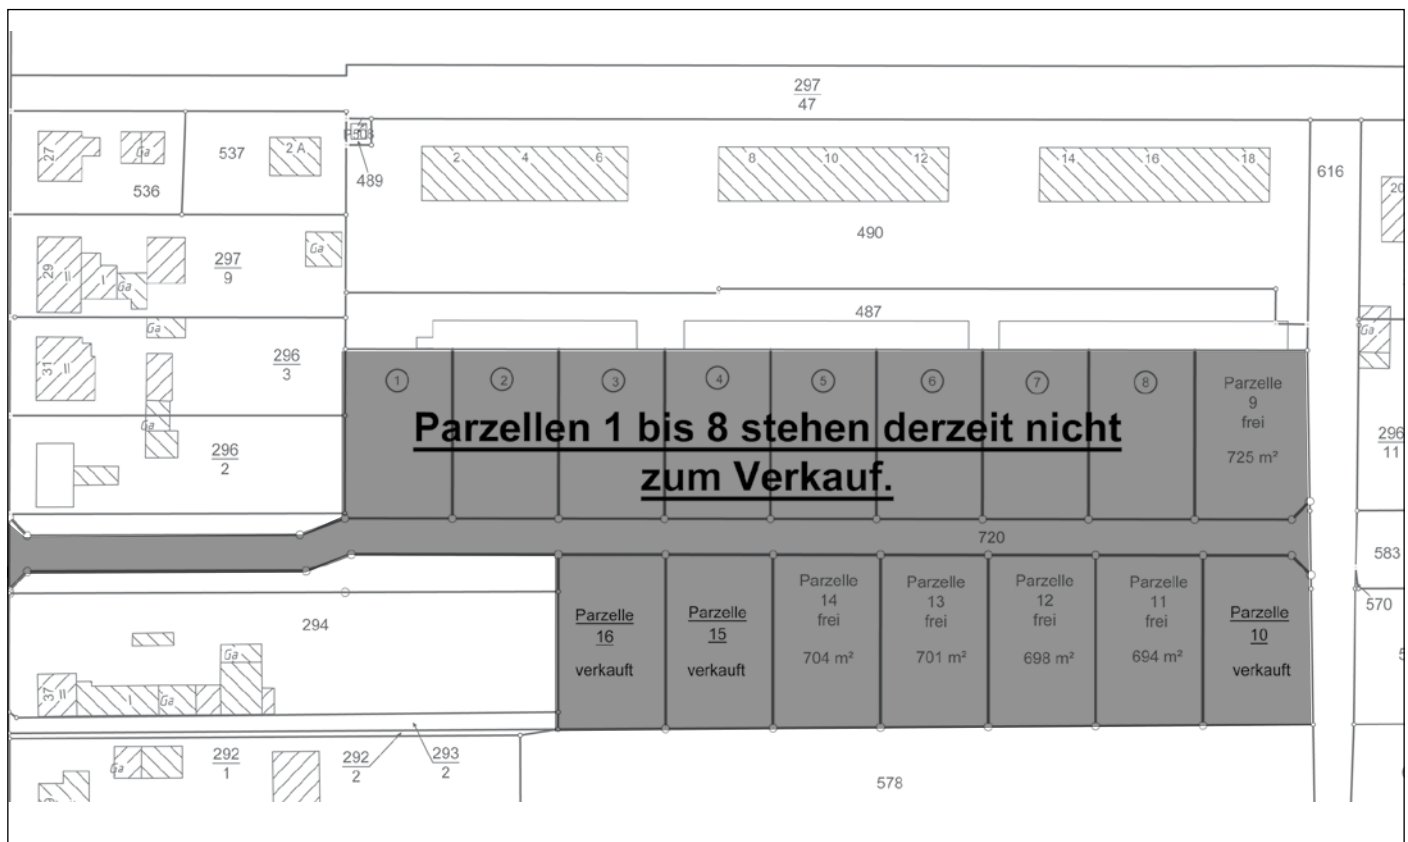 297
47
27
Ga
537
2 A
536
489
2
4
6
8
10
12
14
16
18
616
20
490
29
II
I
Ga
297
9
Ga
487
Ga
31
II
296
3
Ga
Ga
296
2
296
11
1
2
3
4
5
6
7
8
Parzelle
9
frei
725 m²
Parzellen 1 bis 8 stehen derzeit nicht
zum Verkauf.
720
583
570
294
Ga
37
II
I
Ga
Parzelle
16
verkauft
Parzelle
15
verkauft
Parzelle
14
frei
704 m²
Parzelle
13
frei
701 m²
Parzelle
12
frei
698 m²
Parzelle
11
frei
694 m²
Parzelle
10
verkauft
Ga
292
1
292
2
293
2
578